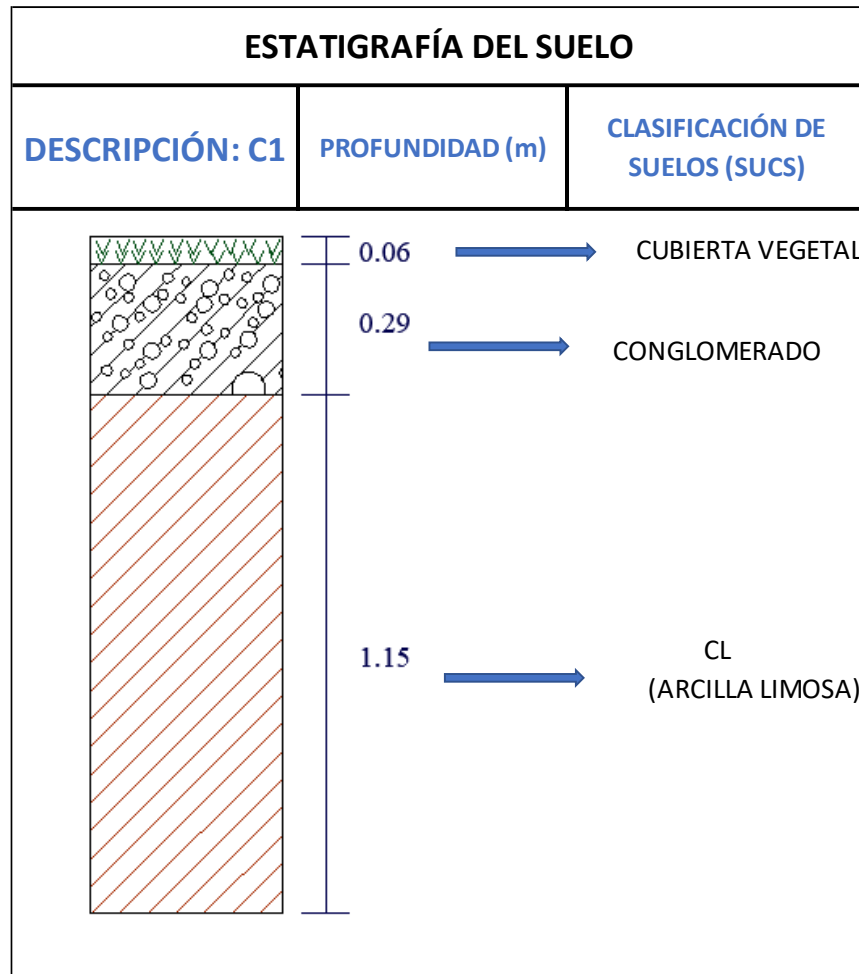 ESTATIGRAFÍA DEL SUELO
DESCRIPCIÓN: C1
PROFUNDIDAD (m)
CLASIFICACIÓN DE
SUELOS (SUCS)
0.06
CUBIERTA VEGETAL
0.29
CONGLOMERADO
1.15
CL
(ARCILLA LIMOSA)